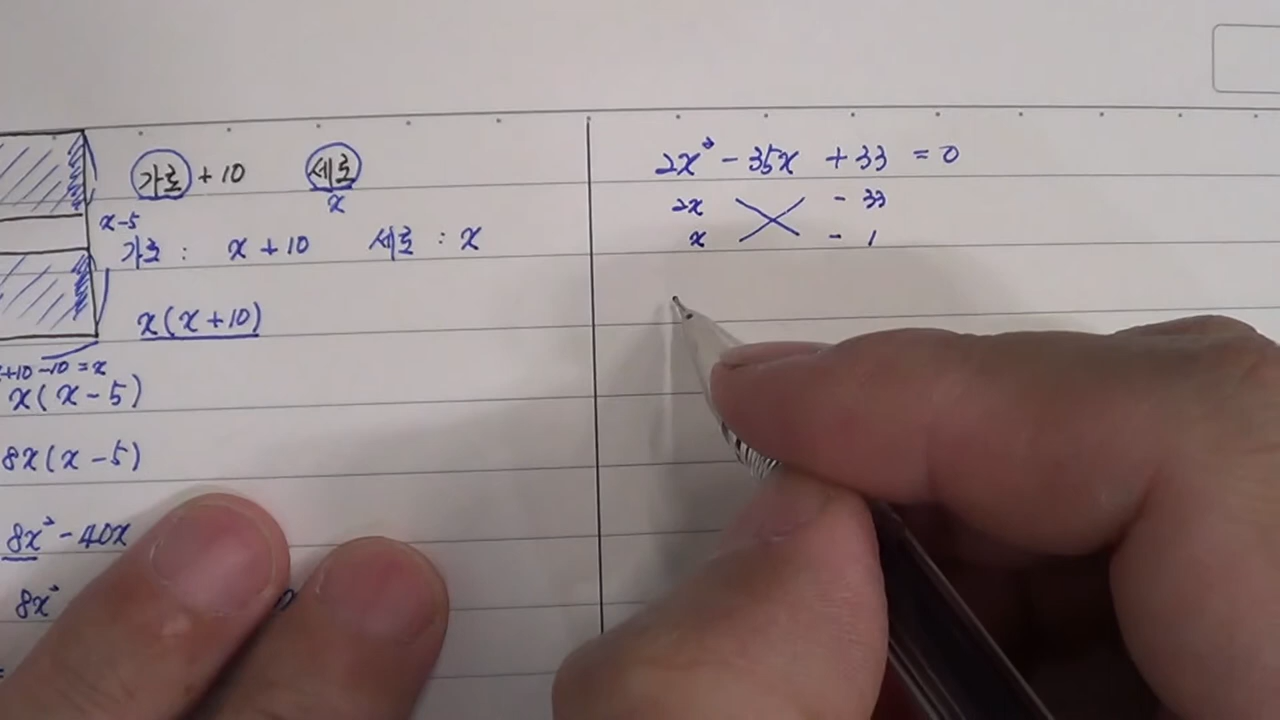 가로 + 10 세로
x
x-5
가로 : x + 10 세로 : x
x(x+10)
+10 -10 = x
x(x-5)
8x(x-5)
8x² - 40x
8x²
2x² - 35x + 33 = 0
2x - 33
x - 1